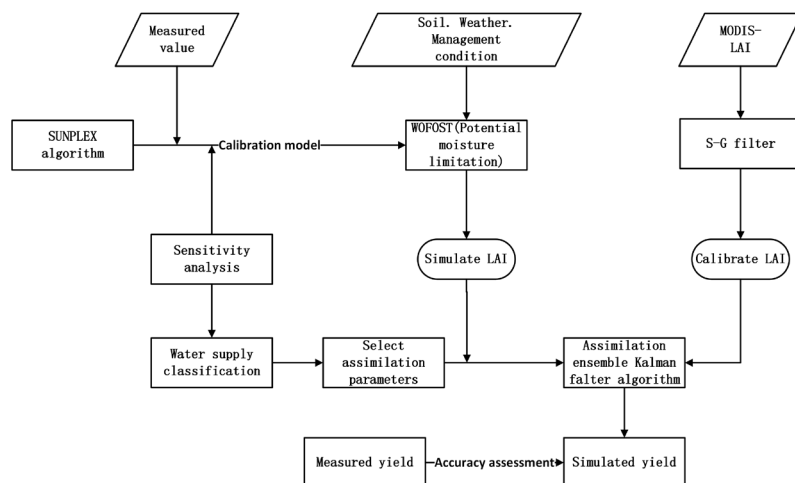 Measured
value
Soil. Weather.
Management
condition
MODIS-
LAI
SUNPLEX
algorithm
Calibration model
WOFOST(Potential
moisture
limitation)
S-G filter
Sensitivity
analysis
Simulate LAI
Calibrate LAI
Water supply
classification
Select
assimilation
parameters
Assimilation
ensemble Kalman
falter algorithm
Measured yield
Accuracy assessment
Simulated yield